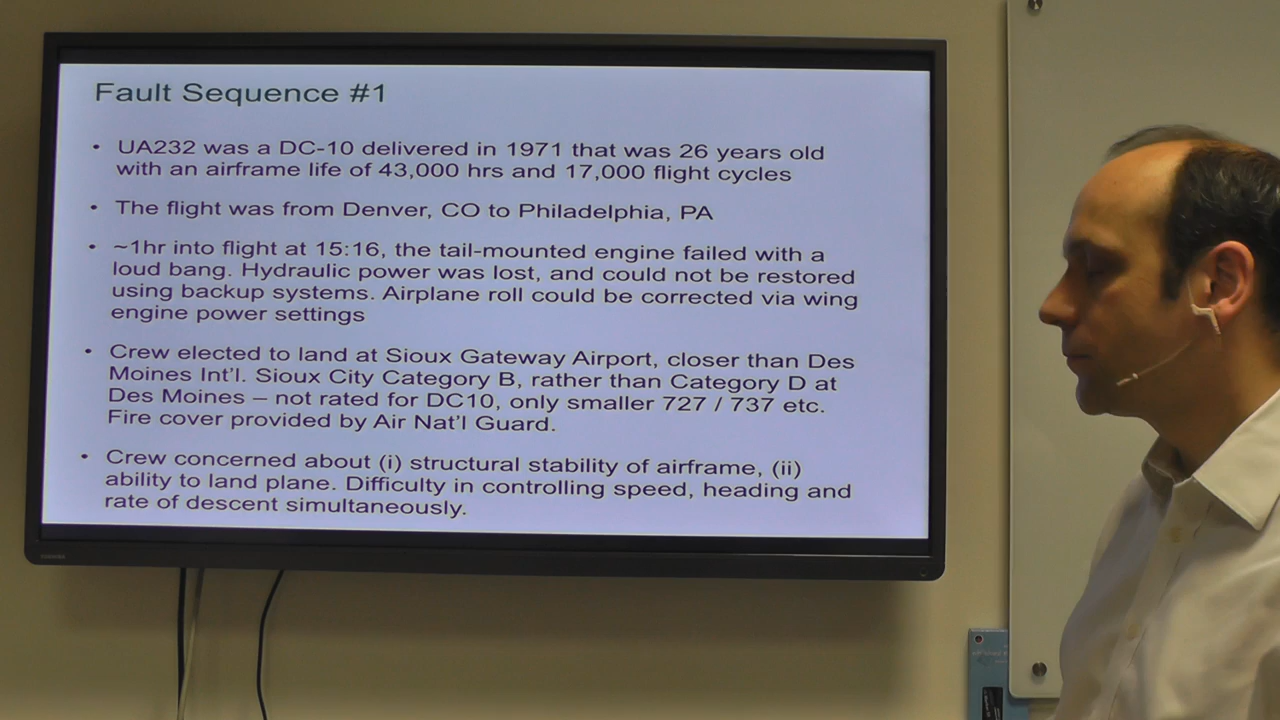 Fault Sequence #1
• UA232 was a DC-10 delivered in 1971 that was 26 years old
with an airframe life of 43,000 hrs and 17,000 flight cycles
• The flight was from Denver, CO to Philadelphia, PA
• ~1hr into flight at 15:16, the tail-mounted engine failed with a
loud bang. Hydraulic power was lost, and could not be restored
using backup systems. Airplane roll could be corrected via wing
engine power settings
• Crew elected to land at Sioux Gateway Airport, closer than Des
Moines Int'l. Sioux City Category B, rather than Category D at
Des Moines – not rated for DC10, only smaller 727 / 737 etc.
Fire cover provided by Air Nat'l Guard.
• Crew concerned about (i) structural stability of airframe, (ii)
ability to land plane. Difficulty in controlling speed, heading and
rate of descent simultaneously.
TOSHIBA